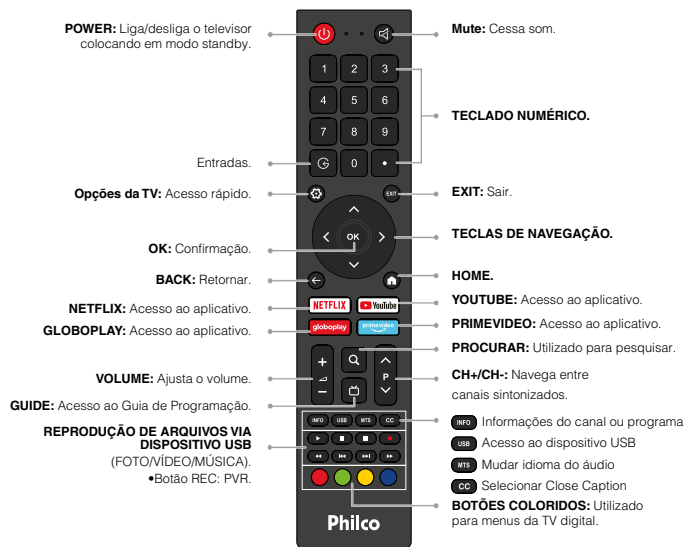 POWER: Liga/desliga o televisor
colocando em modo standby.
Mute: Cessa som.
1 2 3
4 5 6
7 8 9
0
TECLADO NUMÉRICO.
Entradas.
Opções da TV: Acesso rápido.
EXIT
EXIT: Sair.
OK
TECLAS DE NAVEGAÇÃO.
OK: Confirmação.
BACK: Retornar.
HOME.
NETFLIX
YouTube
NETFLIX: Acesso ao aplicativo.
YOUTUBE: Acesso ao aplicativo.
globoplay
prime video
GLOBOPLAY: Acesso ao aplicativo.
PRIMEVIDEO: Acesso ao aplicativo.
PROCURAR: Utilizado para pesquisar.
+
P
−
VOLUME: Ajusta o volume.
CH+/CH-: Navega entre
canais sintonizados.
GUIDE: Acesso ao Guia de Programação.
INFO USB MTS CC
REPRODUÇÃO DE ARQUIVOS VIA
DISPOSITIVO USB
(FOTO/VÍDEO/MÚSICA).
•Botão REC: PVR.
INFO Informações do canal ou programa
USB Acesso ao dispositivo USB
MTS Mudar idioma do áudio
CC Selecionar Close Caption
BOTÕES COLORIDOS: Utilizado
para menus da TV digital.
Philco